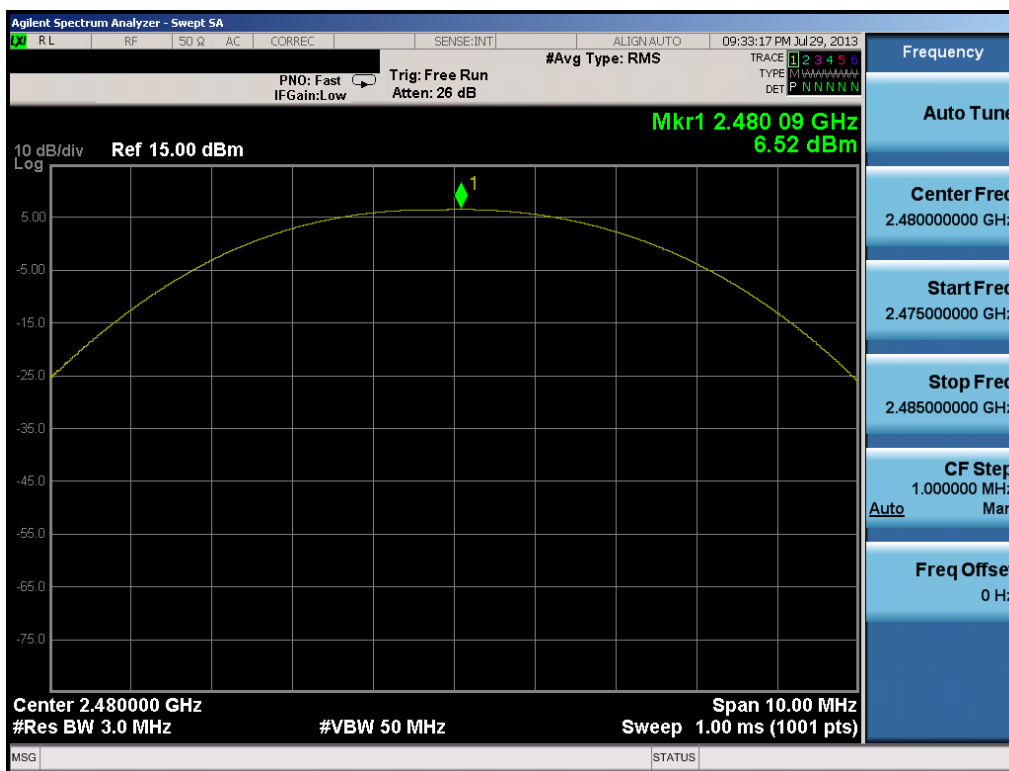 Agilent Spectrum Analyzer - Swept SA
LXI RL RF 50 Ω AC CORREC SENSE:INT ALIGN AUTO 09:33:17 PM Jul 29, 2013
#Avg Type: RMS
TRACE 1 2 3 4 5 6
PNO: Fast Trig: Free Run
TYPE MWWWWW
IFGain:Low Atten: 26 dB
DET P N N N N N
Mkr1 2.480 09 GHz
6.52 dBm
10 dB/div Ref 15.00 dBm
Log
1
5.00
-5.00
-15.0
-25.0
-35.0
-45.0
-55.0
-65.0
-75.0
Center 2.480000 GHz Span 10.00 MHz
#Res BW 3.0 MHz #VBW 50 MHz Sweep 1.00 ms (1001 pts)
MSG STATUS
Frequency
Auto Tune
Center Freq
2.480000000 GHz
Start Freq
2.475000000 GHz
Stop Freq
2.485000000 GHz
CF Step
1.000000 MHz
Auto Man
Freq Offset
0 Hz